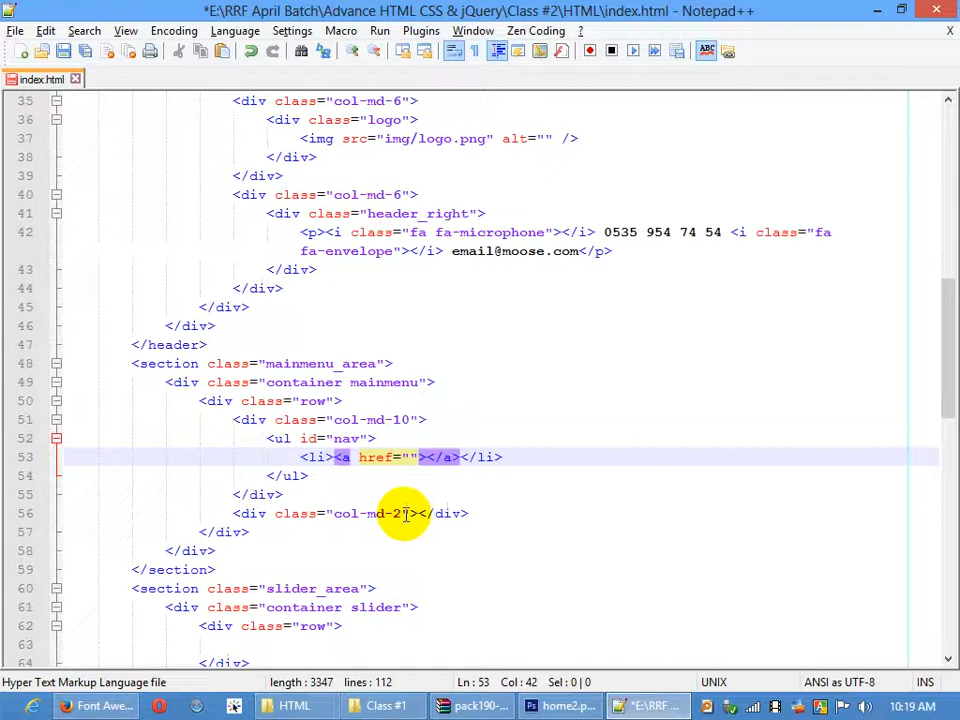 *E:\RRF April Batch\Advance HTML CSS & jQuery\Class #2\HTML\index.html - Notepad++
File Edit Search View Encoding Language Settings Macro Run Plugins Window Zen Coding ? X
index.html
35 <div class="col-md-6">
36 <div class="logo">
37 <img src="img/logo.png" alt="" />
38 </div>
39 </div>
40 <div class="col-md-6">
41 <div class="header_right">
42 <p><i class="fa fa-microphone"></i> 0535 954 74 54 <i class="fa
fa-envelope"></i> email@moose.com</p>
43 </div>
44 </div>
45 </div>
46 </div>
47 </header>
48 <section class="mainmenu_area">
49 <div class="container mainmenu">
50 <div class="row">
51 <div class="col-md-10">
52 <ul id="nav">
53 <li><a href=""></a></li>
54 </ul>
55 </div>
56 <div class="col-md-2"></div>
57 </div>
58 </div>
59 </section>
60 <section class="slider_area">
61 <div class="container slider">
62 <div class="row">
63
64 </div>
Hyper Text Markup Language file length : 3347 lines : 112 Ln : 53 Col : 42 Sel : 0 | 0 UNIX ANSI as UTF-8 INS
Font Awe... HTML Class #1 pack190-... home2.p... *E:\RRF ... 10:19 AM